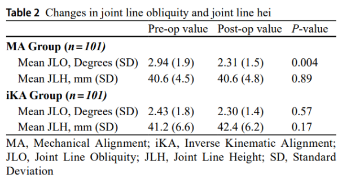 Table 2 Changes in joint line obliquity and joint line hei
Pre-op value Post-op value P-value
MA Group (n=101)
Mean JLO, Degrees (SD) 2.94 (1.9) 2.31 (1.5) 0.004
Mean JLH, mm (SD) 40.6 (4.5) 40.6 (4.8) 0.89
iKA Group (n=101)
Mean JLO, Degrees (SD) 2.43 (1.8) 2.30 (1.4) 0.57
Mean JLH, mm (SD) 41.2 (6.6) 42.4 (6.2) 0.17
MA, Mechanical Alignment; iKA, Inverse Kinematic Alignment;
JLO, Joint Line Obliquity; JLH, Joint Line Height; SD, Standard
Deviation